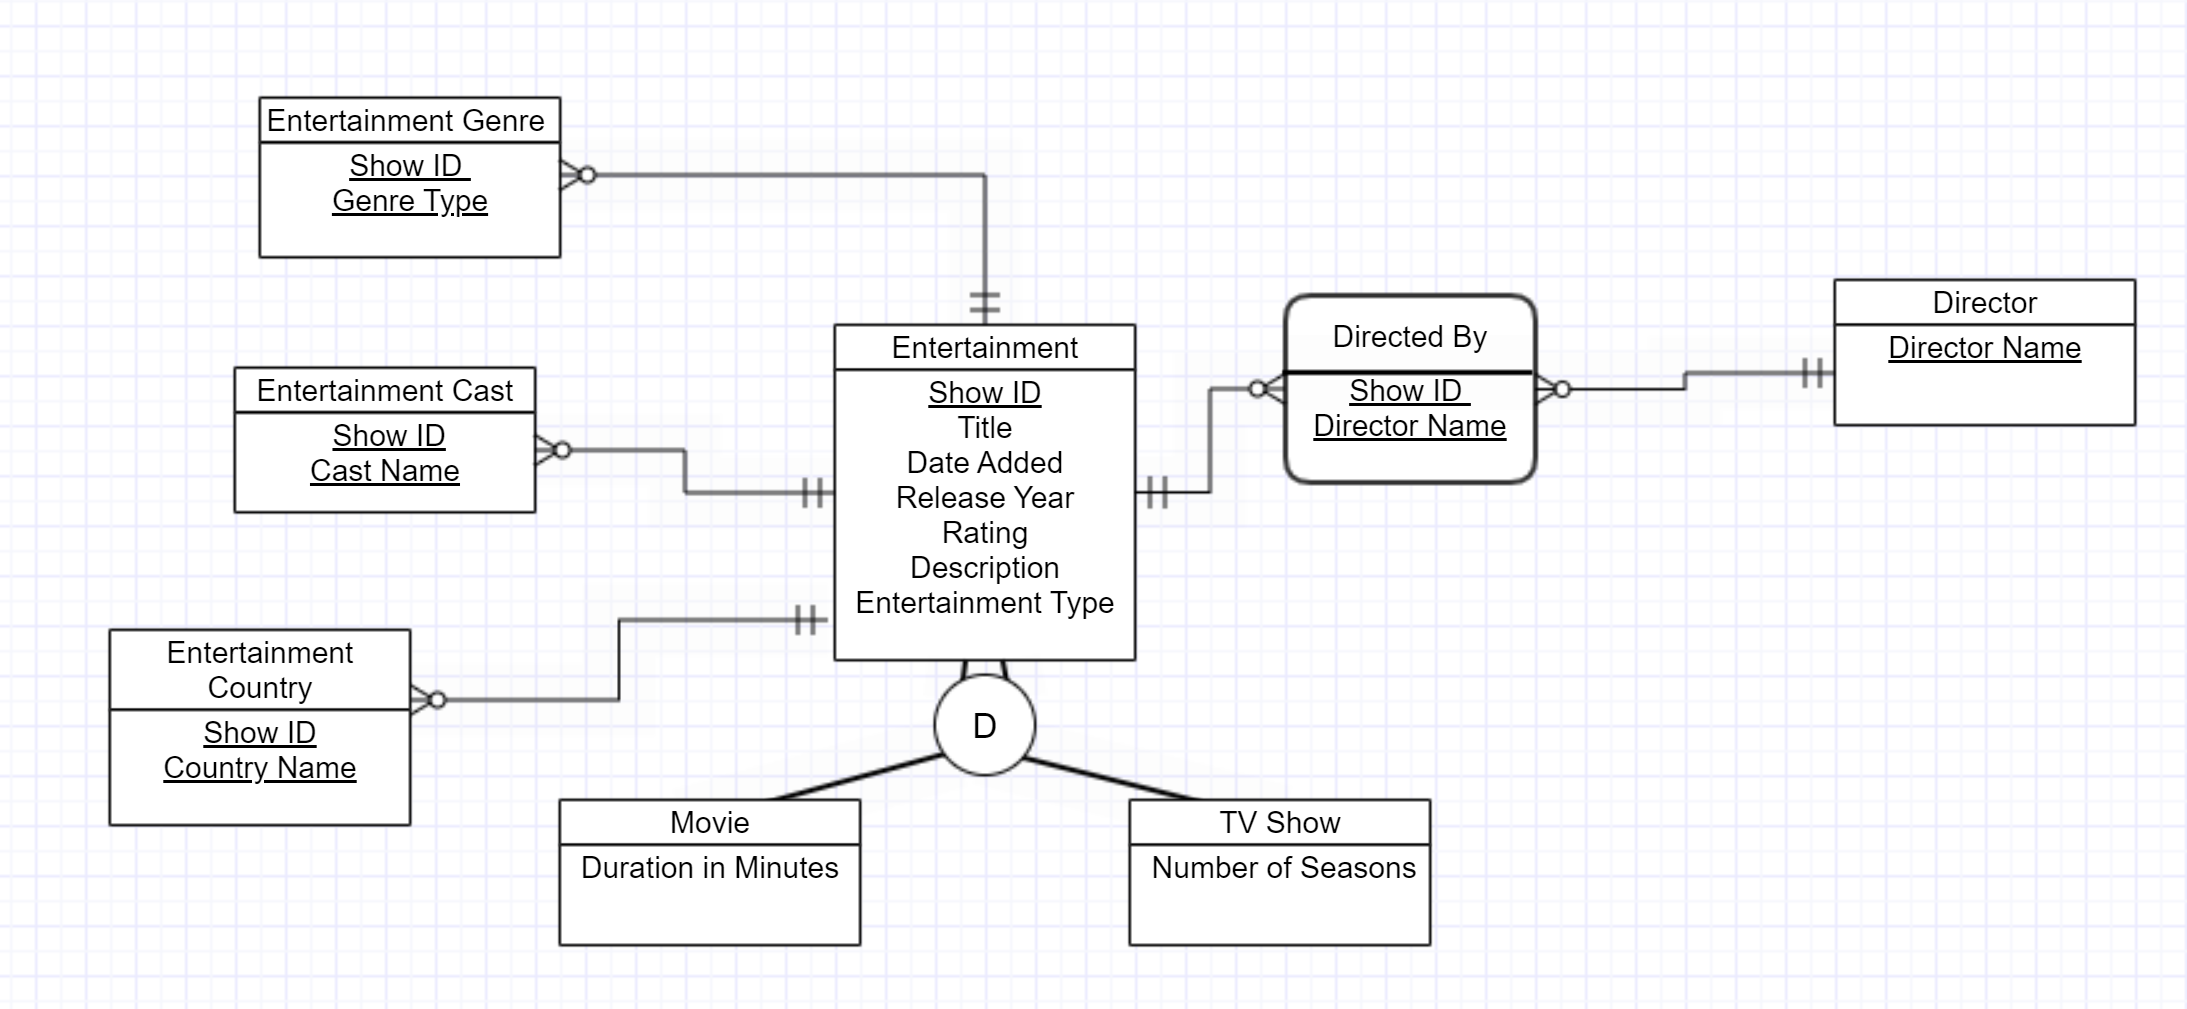 Entertainment Genre
Show ID
Genre Type
Entertainment Cast
Show ID
Cast Name
Entertainment
Country
Show ID
Country Name
Entertainment
Show ID
Title
Date Added
Release Year
Rating
Description
Entertainment Type
D
Movie
Duration in Minutes
TV Show
Number of Seasons
Directed By
Show ID
Director Name
Director
Director Name